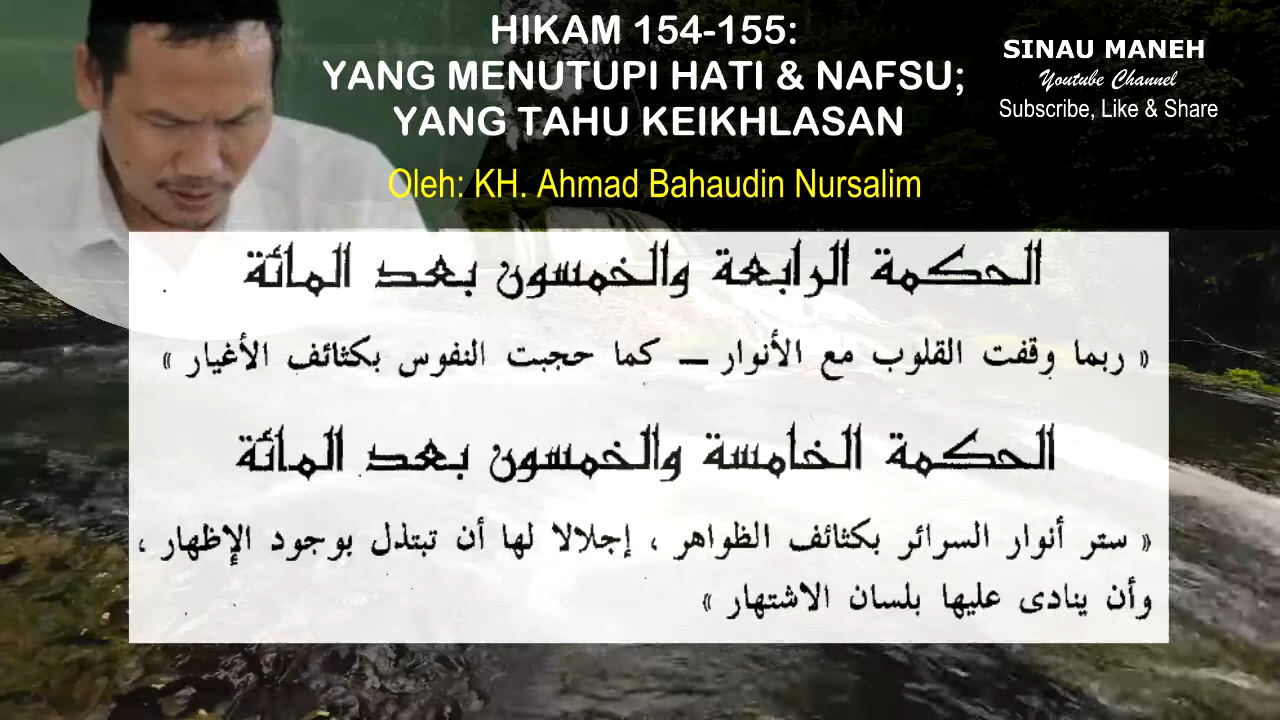 HIKAM 154-155:
YANG MENUTUPI HATI & NAFSU;
YANG TAHU KEIKHLASAN
Oleh: KH. Ahmad Bahaudin Nursalim
SINAU MANEH
Youtube Channel
Subscribe, Like & Share
الحكمة الرابعة والخمسون بعد المائة
« ربما وقفت القلوب مع الأنوار — كما حجبت النفوس بكثائف الأغيار »
الحكمة الخامسة والخمسون بعد المائة
« ستر أنوار السرائر بكثائف الظواهر ، إجلالا لها أن تبتذل بوجود الإظهار ،
وأن ينادى عليها بلسان الاشتهار »